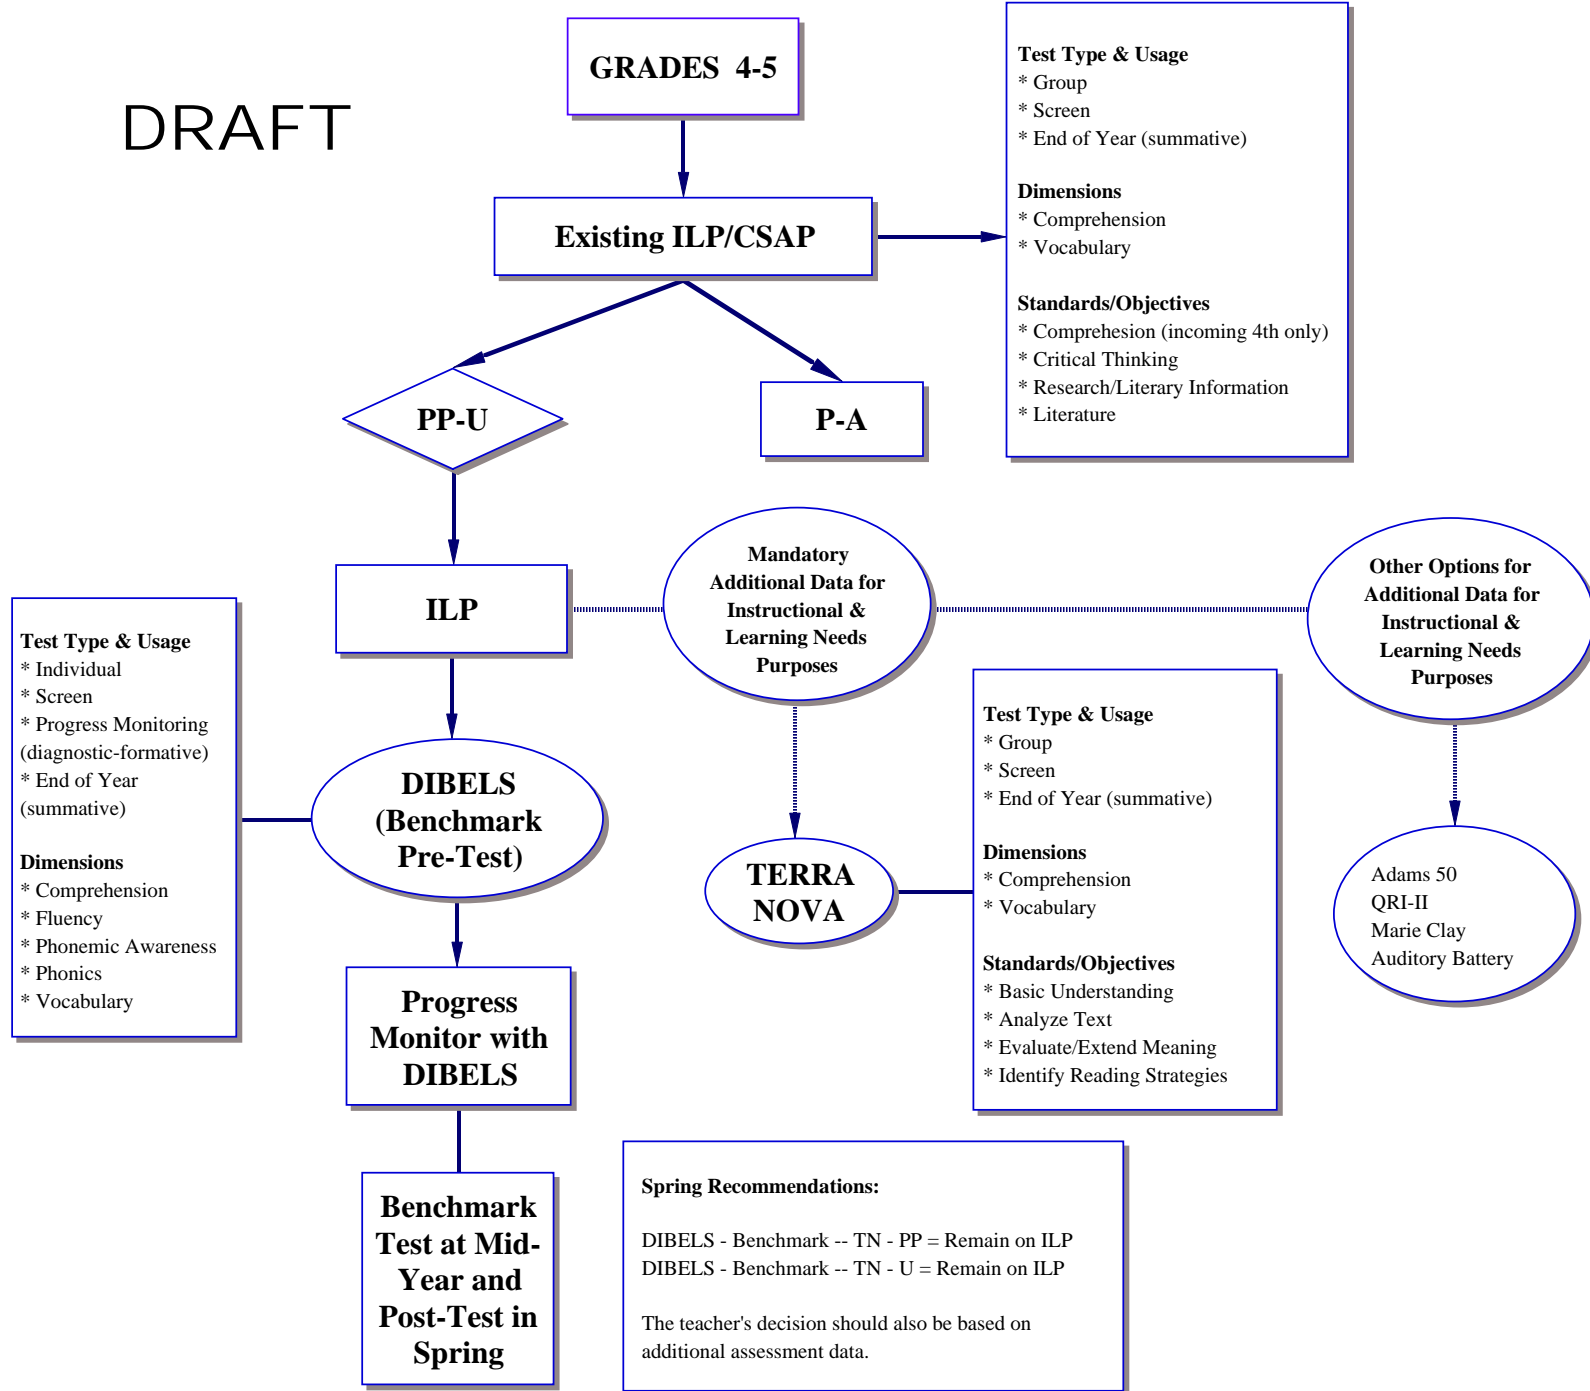 DRAFT
GRADES 4-5
Test Type & Usage
* Group
* Screen
* End of Year (summative)
Dimensions
* Comprehension
* Vocabulary
Standards/Objectives
* Comprehesion (incoming 4th only)
* Critical Thinking
* Research/Literary Information
* Literature
Existing ILP/CSAP
PP-U
P-A
ILP
Mandatory
Additional Data for
Instructional &
Learning Needs
Purposes
Other Options for
Additional Data for
Instructional &
Learning Needs
Purposes
Test Type & Usage
* Individual
* Screen
* Progress Monitoring
(diagnostic-formative)
* End of Year
(summative)
Dimensions
* Comprehension
* Fluency
* Phonemic Awareness
* Phonics
* Vocabulary
DIBELS
(Benchmark
Pre-Test)
TERRA
NOVA
Test Type & Usage
* Group
* Screen
* End of Year (summative)
Dimensions
* Comprehension
* Vocabulary
Standards/Objectives
* Basic Understanding
* Analyze Text
* Evaluate/Extend Meaning
* Identify Reading Strategies
Adams 50
QRI-II
Marie Clay
Auditory Battery
Progress
Monitor with
DIBELS
Benchmark
Test at Mid-
Year and
Post-Test in
Spring
Spring Recommendations:
DIBELS - Benchmark -- TN - PP = Remain on ILP
DIBELS - Benchmark -- TN - U = Remain on ILP
The teacher's decision should also be based on
additional assessment data.